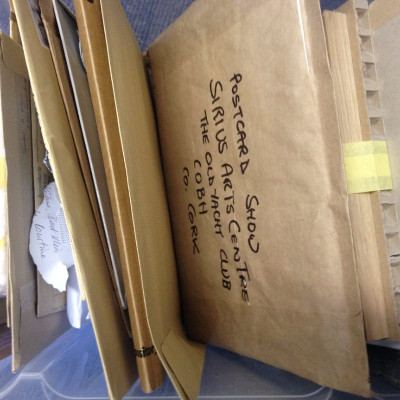 POSTCARD SHOW
SIRIUS ARTS CENTRE
THE OLD YACHT CLUB
COBH
CO. CORK